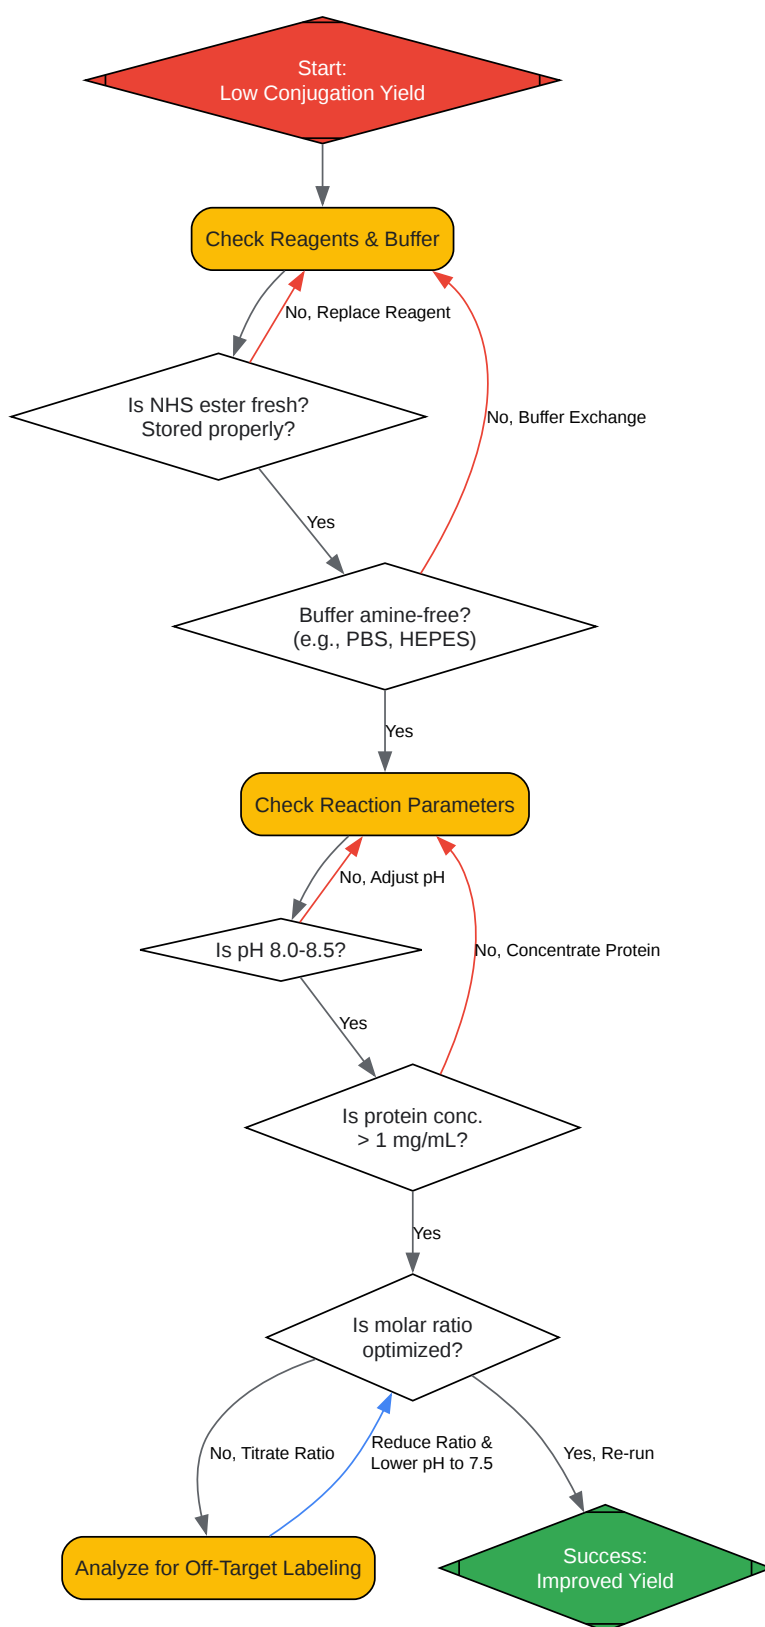 Start:
Low Conjugation Yield
Check Reagents & Buffer
No, Replace Reagent
Is NHS ester fresh?
Stored properly?
No, Buffer Exchange
Yes
Buffer amine-free?
(e.g., PBS, HEPES)
Yes
Check Reaction Parameters
No, Adjust pH
Is pH 8.0-8.5?
No, Concentrate Protein
Yes
Is protein conc.
> 1 mg/mL?
Yes
Is molar ratio
optimized?
No, Titrate Ratio
Reduce Ratio &
Lower pH to 7.5
Yes, Re-run
Analyze for Off-Target Labeling
Success:
Improved Yield